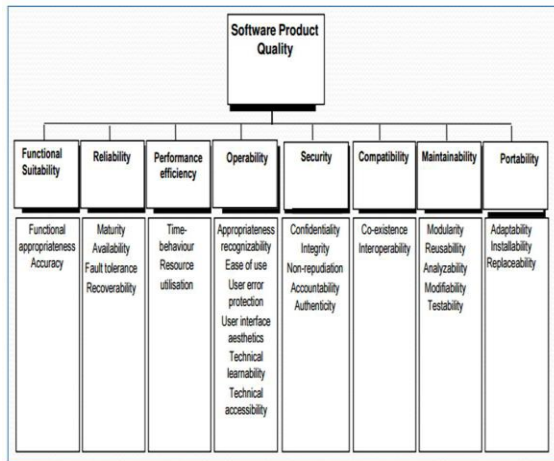 Software Product
Quality
Functional
Suitability
Functional
appropriateness
Accuracy
Reliability
Maturity
Availability
Fault tolerance
Recoverability
Performance
efficiency
Time-
behaviour
Resource
utilisation
Operability
Appropriateness
recognizability
Ease of use
User error
protection
User interface
aesthetics
Technical
learnability
Technical
accessibility
Security
Confidentiality
Integrity
Non-repudiation
Accountability
Authenticity
Compatibility
Co-existence
Interoperability
Maintainability
Modularity
Reusability
Analyzability
Modifiability
Testability
Portability
Adaptability
Installability
Replaceability